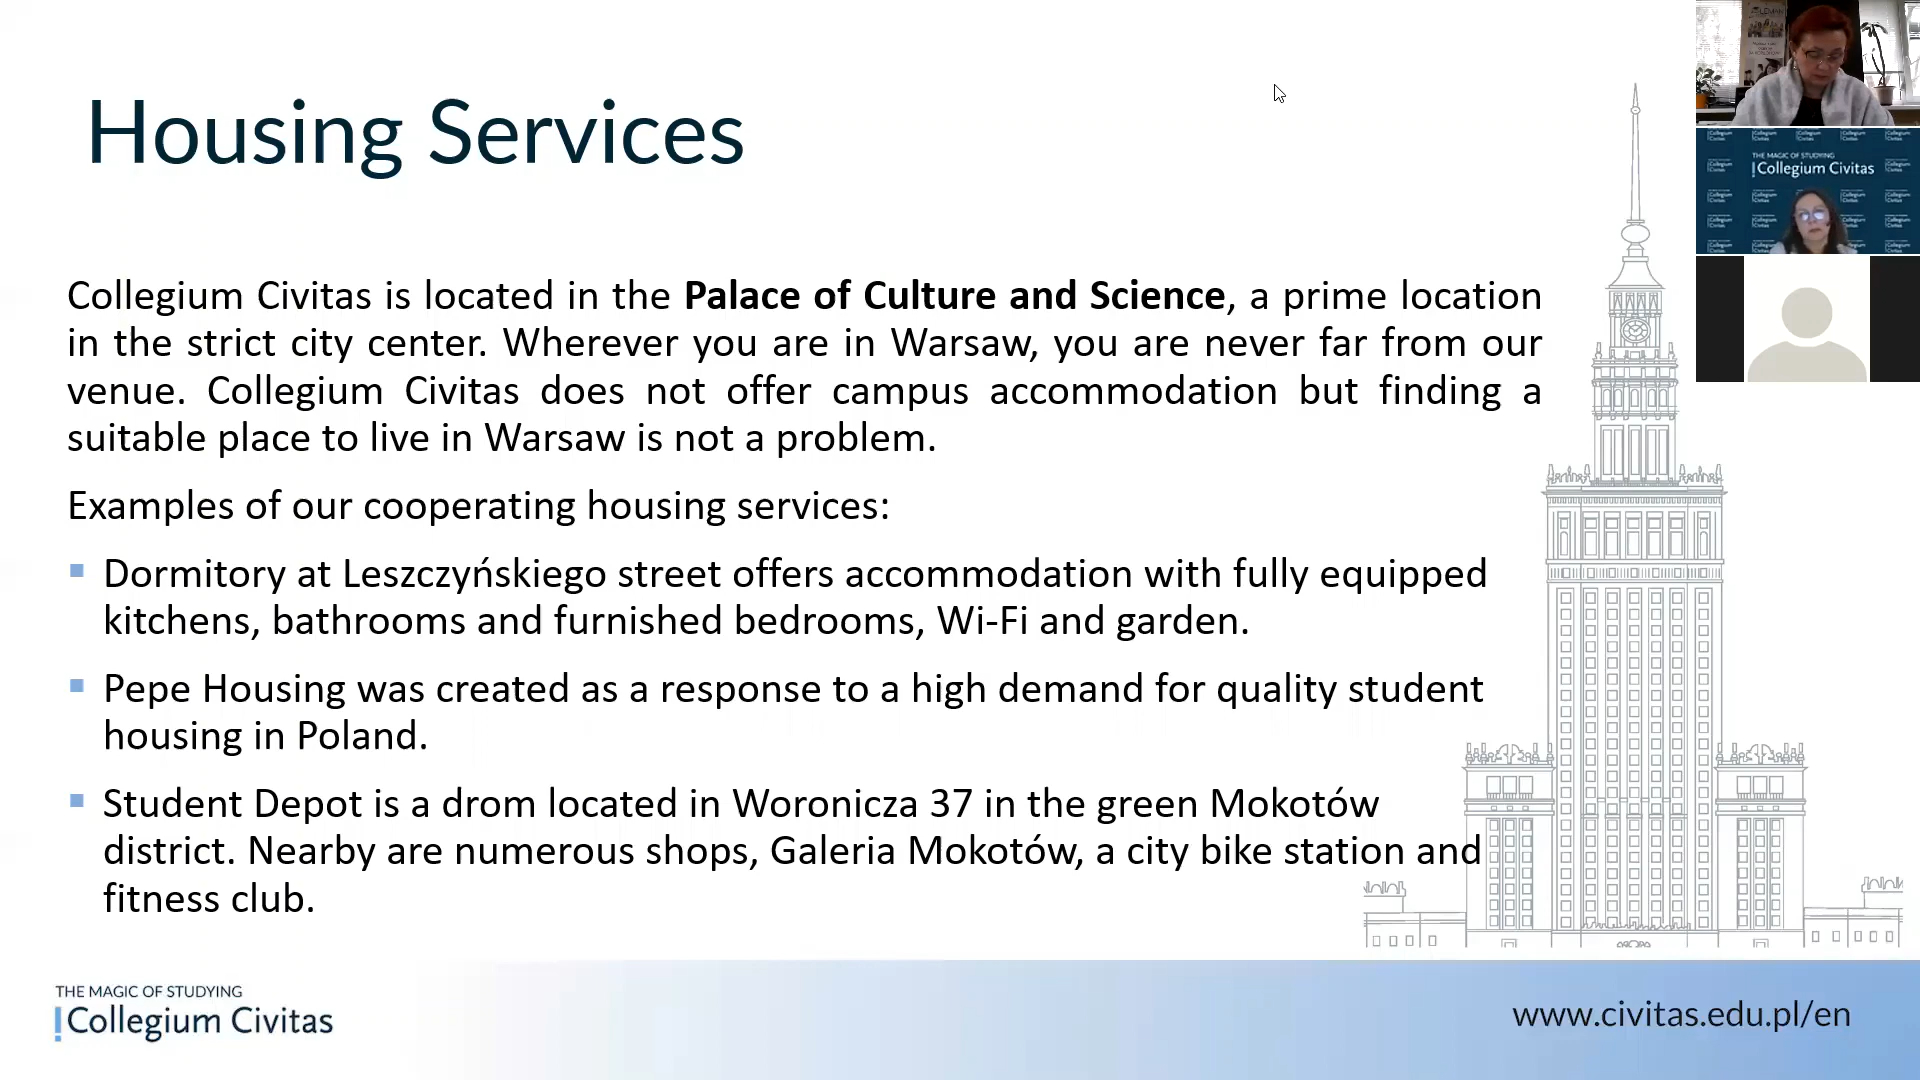 Housing Services
Collegium Civitas is located in the Palace of Culture and Science, a prime location
in the strict city center. Wherever you are in Warsaw, you are never far from our
venue. Collegium Civitas does not offer campus accommodation but finding a
suitable place to live in Warsaw is not a problem.
Examples of our cooperating housing services:
Dormitory at Leszczyńskiego street offers accommodation with fully equipped
kitchens, bathrooms and furnished bedrooms, Wi-Fi and garden.
Pepe Housing was created as a response to a high demand for quality student
housing in Poland.
Student Depot is a drom located in Woronicza 37 in the green Mokotów
district. Nearby are numerous shops, Galeria Mokotów, a city bike station and
fitness club.
THE MAGIC OF STUDYING
Collegium Civitas
www.civitas.edu.pl/en
THE MAGIC OF STUDYING
Collegium Civitas